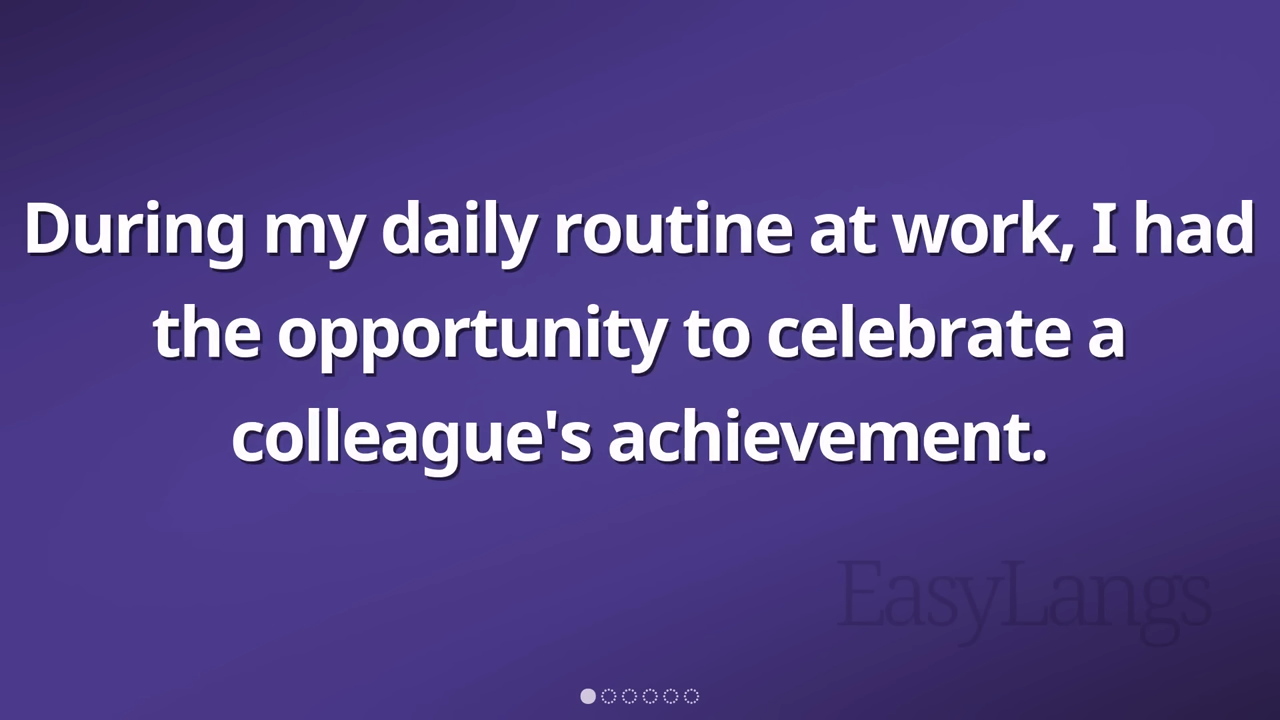 During my daily routine at work, I had
the opportunity to celebrate a
colleague's achievement.
EasyLangs